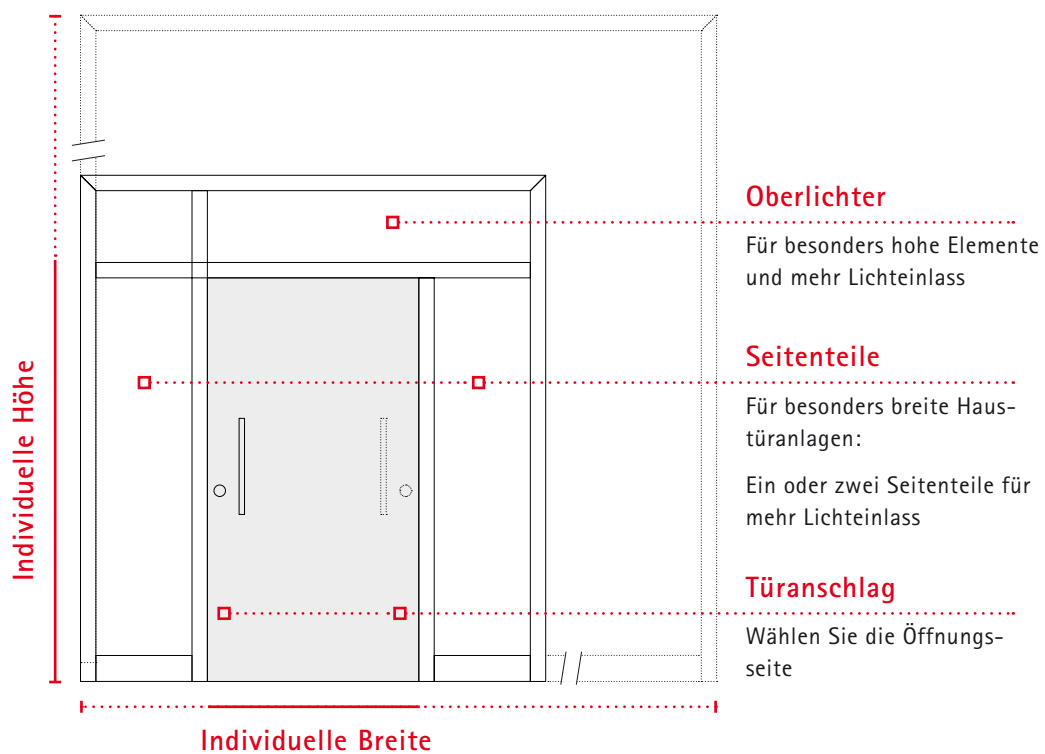 Oberlichter
Für besonders hohe Elemente
und mehr Lichteinlass
Seitenteile
Für besonders breite Haus-
türanlagen:
Ein oder zwei Seitenteile für
mehr Lichteinlass
Türanschlag
Wählen Sie die Öffnungs-
seite
Individuelle Höhe
Individuelle Breite